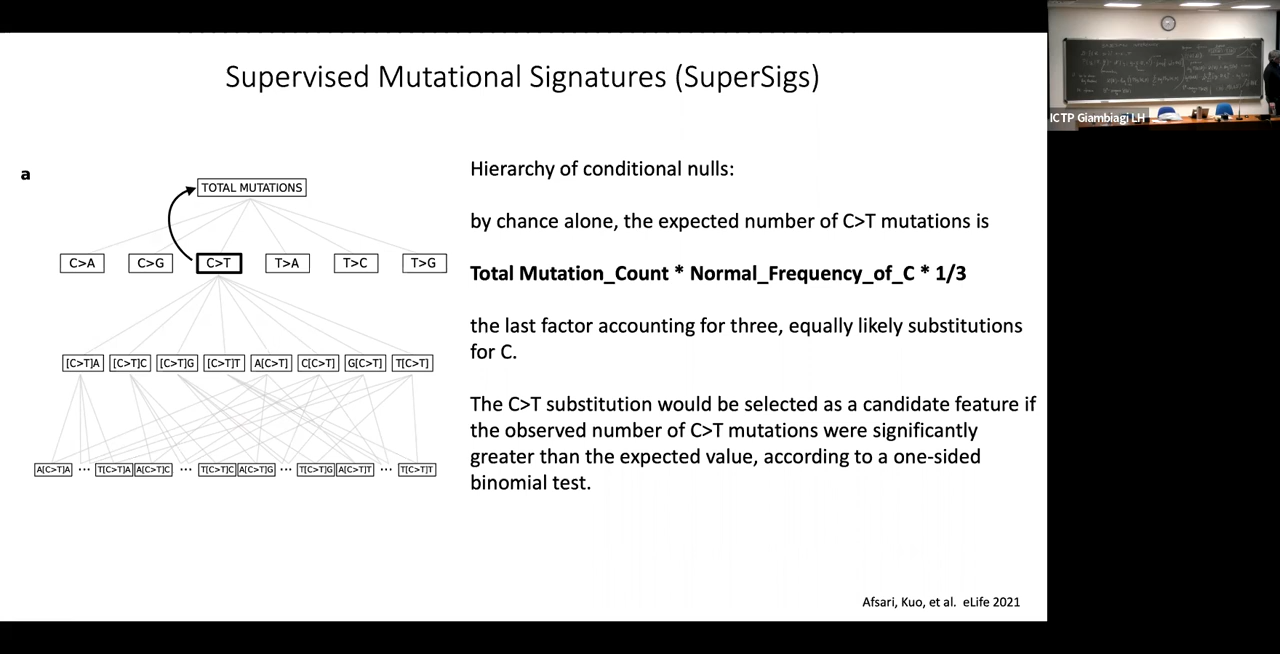 Supervised Mutational Signatures (SuperSigs)
a
TOTAL MUTATIONS
C>A C>G C>T T>A T>C T>G
[C>T]A [C>T]C [C>T]G [C>T]T A[C>T] C[C>T] G[C>T] T[C>T]
A[C>T]A ... T[C>T]A A[C>T]C ... T[C>T]C A[C>T]G ... T[C>T]G A[C>T]T ... T[C>T]T
Hierarchy of conditional nulls:
by chance alone, the expected number of C>T mutations is
Total Mutation_Count * Normal_Frequency_of_C * 1/3
the last factor accounting for three, equally likely substitutions
for C.
The C>T substitution would be selected as a candidate feature if
the observed number of C>T mutations were significantly
greater than the expected value, according to a one-sided
binomial test.
Afsari, Kuo, et al. eLife 2021
ICTP Giambiagi LH